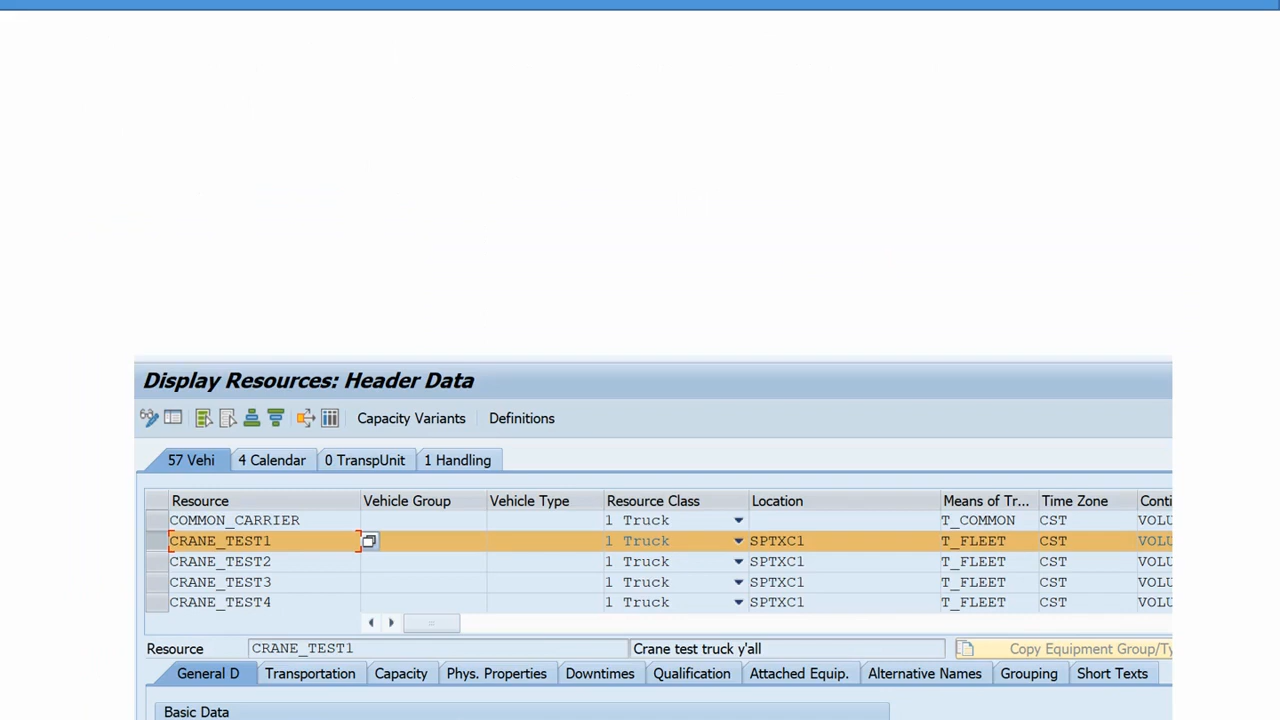 Display Resources: Header Data
Capacity Variants Definitions
57 Vehi 4 Calendar 0 TranspUnit 1 Handling
Resource Vehicle Group Vehicle Type Resource Class Location Means of Tr... Time Zone Conti
COMMON_CARRIER 1 Truck T_COMMON CST VOLU
CRANE_TEST1 1 Truck SPTXC1 T_FLEET CST VOLU
CRANE_TEST2 1 Truck SPTXC1 T_FLEET CST VOLU
CRANE_TEST3 1 Truck SPTXC1 T_FLEET CST VOLU
CRANE_TEST4 1 Truck SPTXC1 T_FLEET CST VOLU
Resource CRANE_TEST1 Crane test truck y'all Copy Equipment Group/Ty
General D Transportation Capacity Phys. Properties Downtimes Qualification Attached Equip. Alternative Names Grouping Short Texts
Basic Data